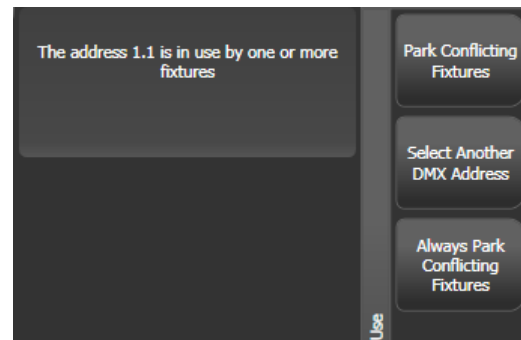 The address 1.1 is in use by one or more
fixtures
Park Conflicting
Fixtures
Select Another
DMX Address
Always Park
Conflicting
Fixtures
Use